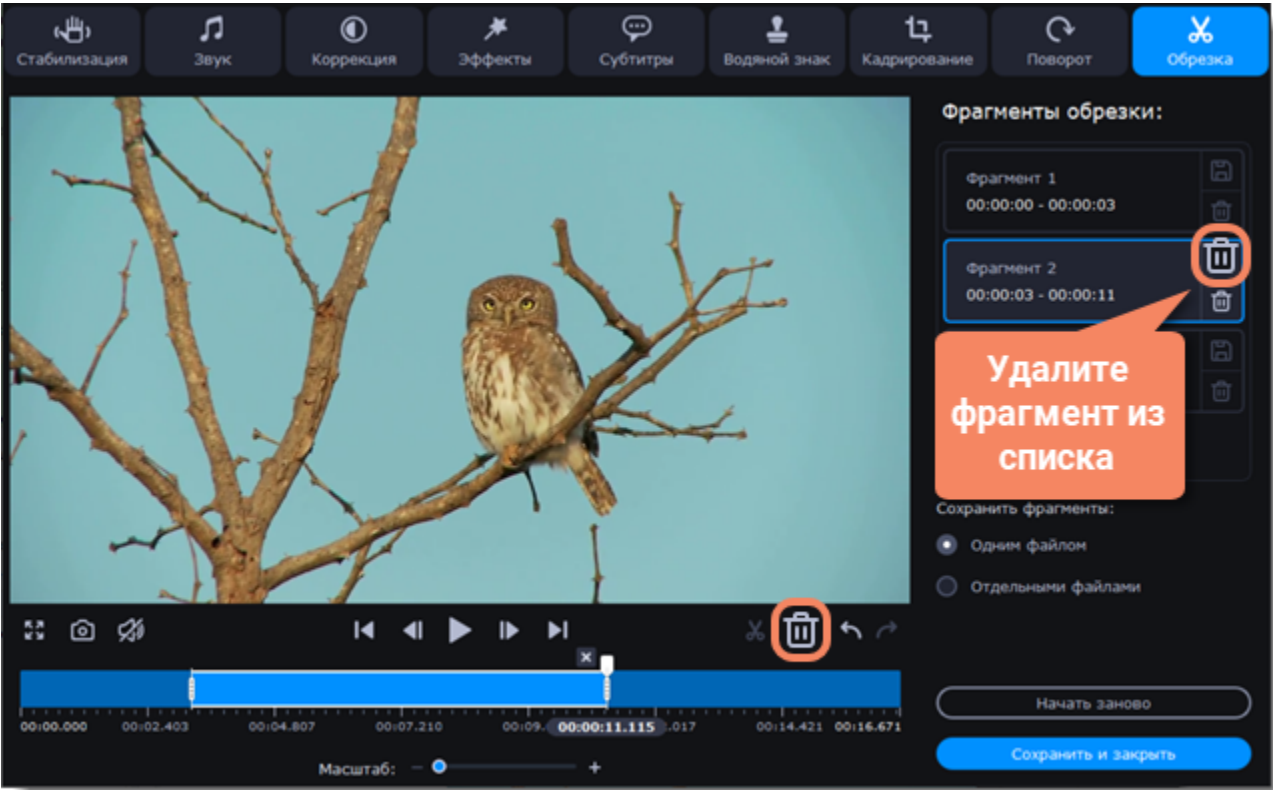 Стабилизация
Звук
Коррекция
Эффекты
Субтитры
Водяной знак
Кадрирование
Поворот
Обрезка
Фрагменты обрезки:
Фрагмент 1
00:00:00 - 00:00:03
Фрагмент 2
00:00:03 - 00:00:11
Удалите
фрагмент из
списка
Сохранить фрагменты:
Одним файлом
Отдельными файлами
00:00.000 00:02.403 00:04.807 00:07.210 00:09. 00:00:11.115 .017 00:14.421 00:16.671
Масштаб: − +
Начать заново
Сохранить и закрыть